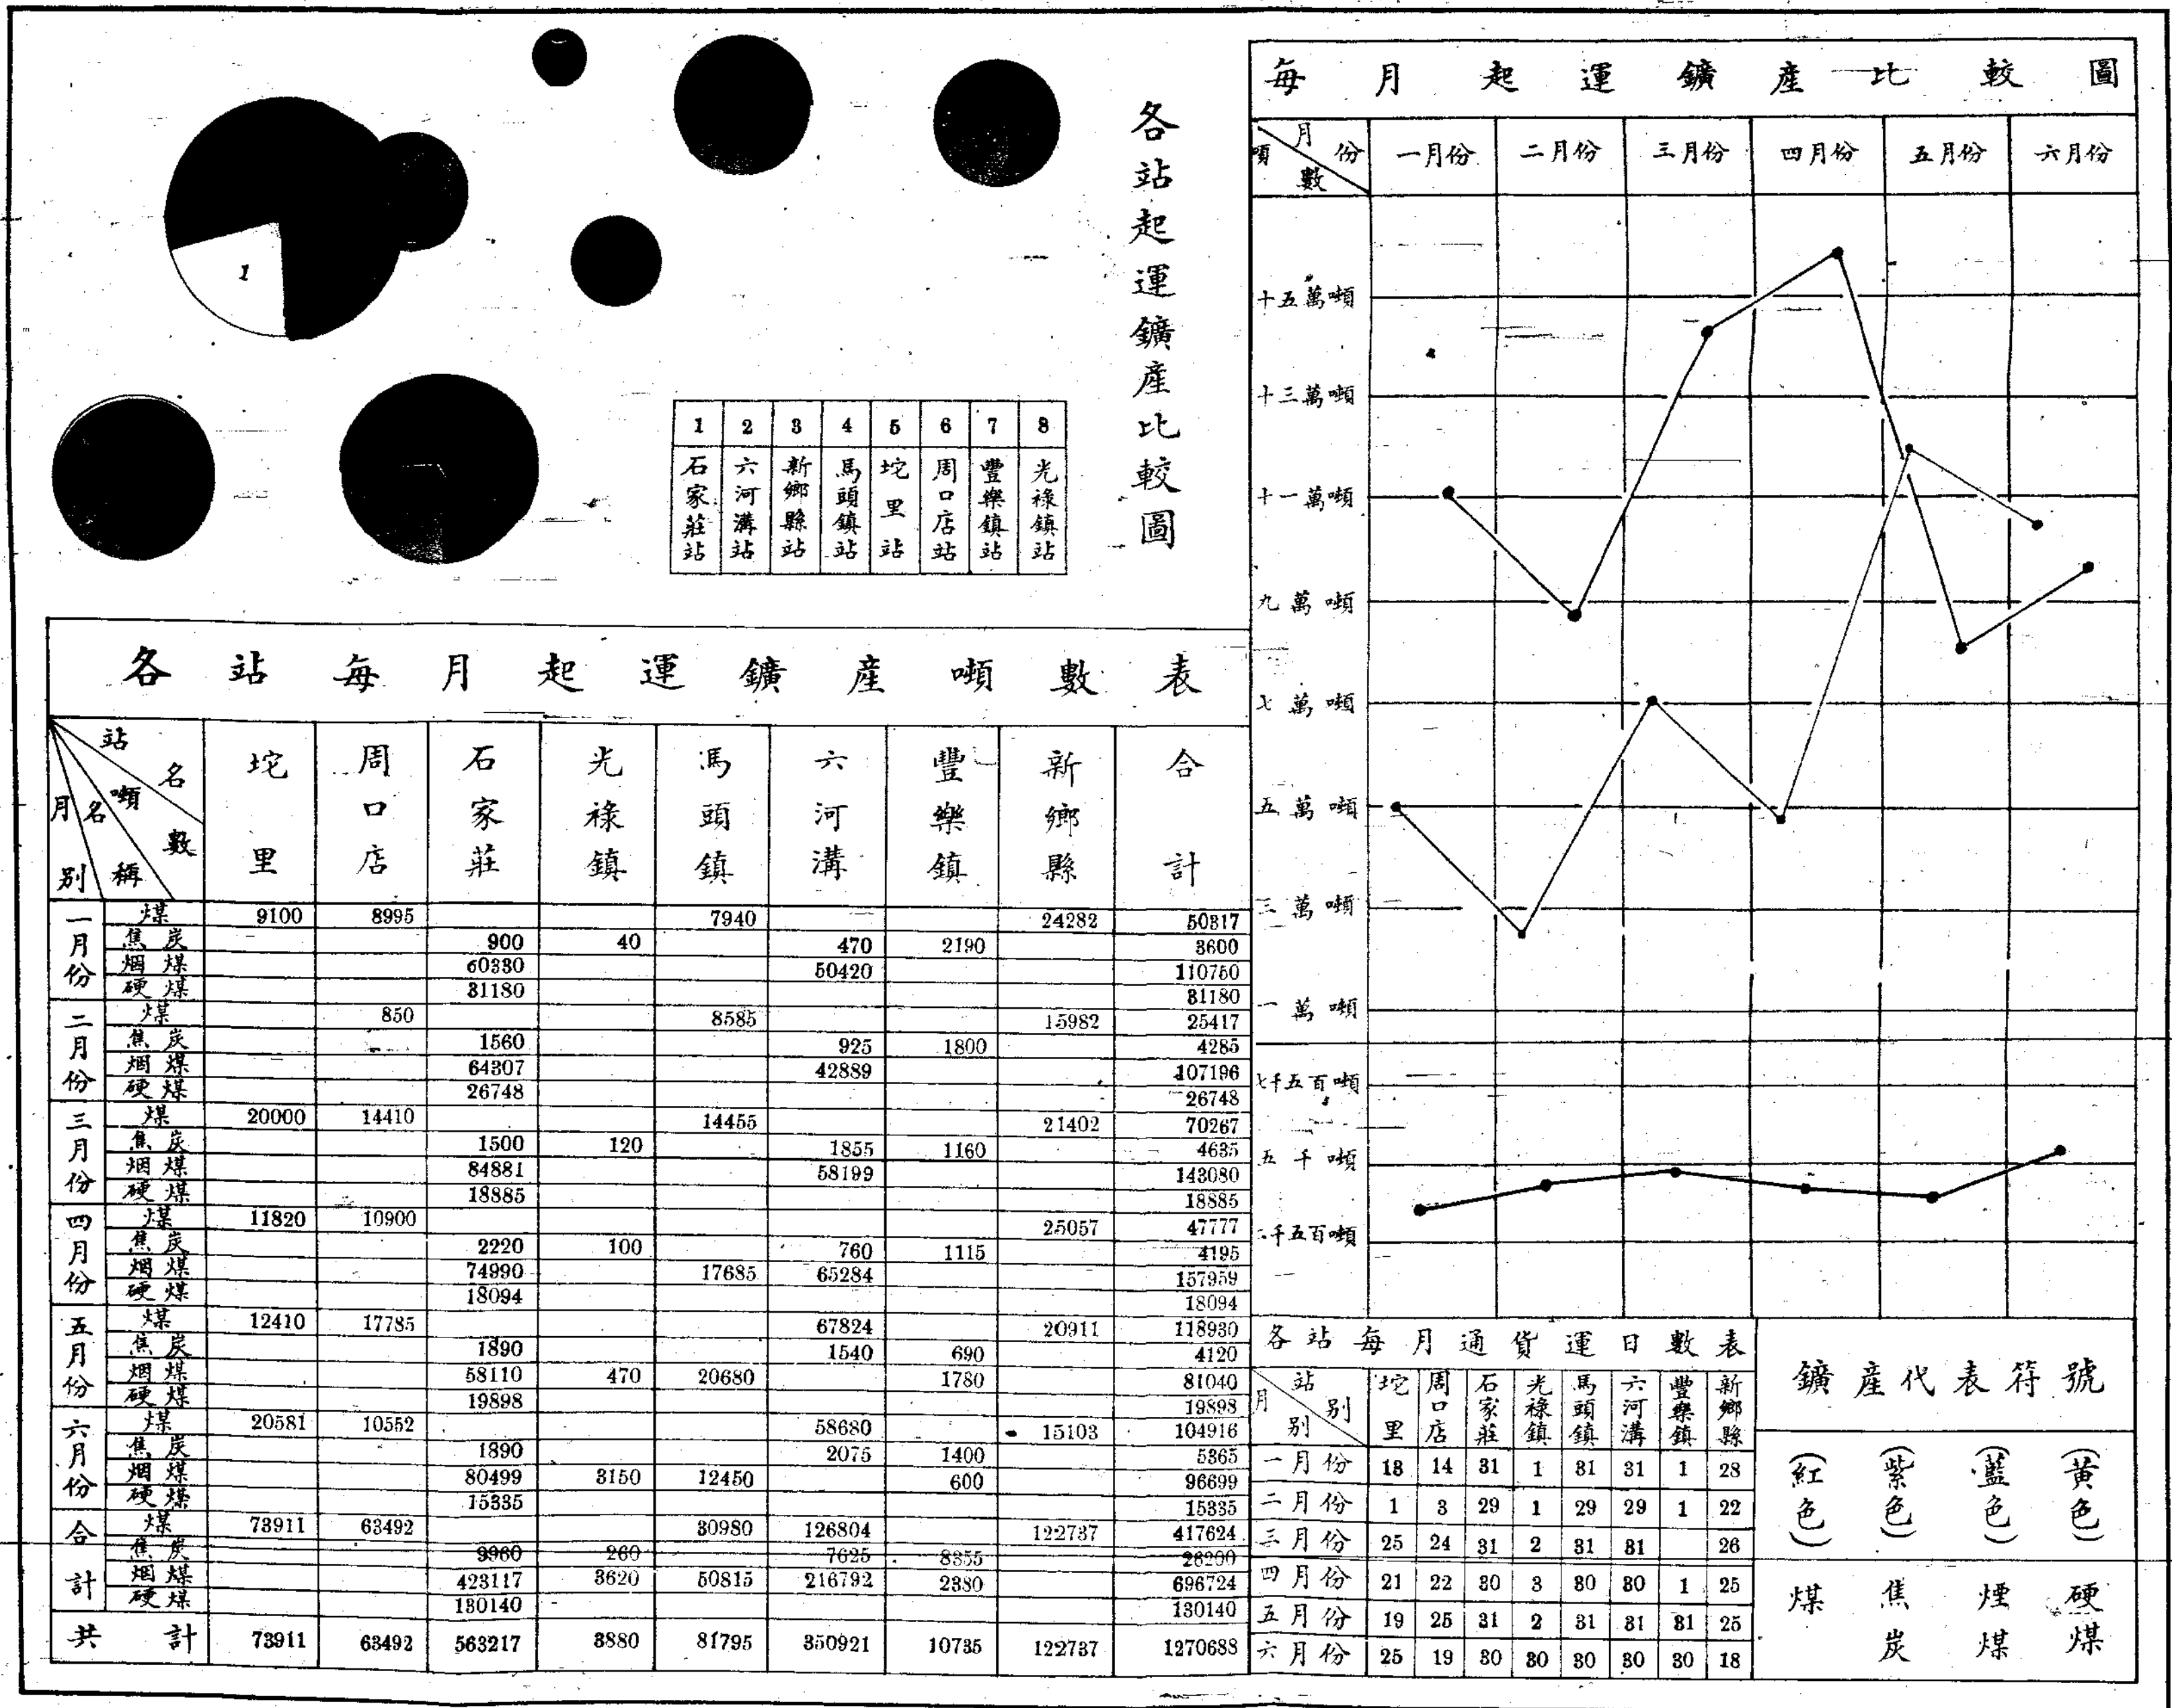 各站起運鑛產比較圖
1
1 2 3 4 5 6 7 8
石家莊站 六河溝站 新鄉縣站 馬頭鎮站 坨里站 周口店站 豐樂鎮站 光祿鎮站
各站每月起運鑛產噸數表
站名 噸數 名稱 月別 坨里 周口店 石家莊 光祿鎮 馬頭鎮 六河溝 豐樂鎮 新鄉縣 合計
一月份 煤 9100 8995 7940 24282 50317
焦炭 900 40 470 2190 3600
烟煤 60330 50420 110750
硬煤 31180 31180
二月份 煤 850 8585 15982 25417
焦炭 1560 925 1800 4285
烟煤 64307 42889 107196
硬煤 26748 26748
三月份 煤 20000 14410 14455 21402 70267
焦炭 1500 120 1855 1160 4635
烟煤 84881 58199 143080
硬煤 18885 18885
四月份 煤 11820 10900 25057 47777
焦炭 2220 100 760 1115 4195
烟煤 74990 17685 65284 157959
硬煤 18094 18094
五月份 煤 12410 17785 67824 20911 118930
焦炭 1890 1540 690 4120
烟煤 58110 470 20680 1780 81040
硬煤 19898 19898
六月份 煤 20581 10552 58680 15103 104916
焦炭 1890 2075 1400 5365
烟煤 80499 3150 12450 600 96699
硬煤 15335 15335
合計 煤 73911 63492 30980 126804 122737 417624
焦炭 9960 260 7625 8355 26200
烟煤 423117 3620 50815 216792 2380 696724
硬煤 130140 130140
共計 73911 63492 563217 3880 81795 350921 10735 122737 1270688
每月起運鑛產比較圖
月份 噸數 一月份 二月份 三月份 四月份 五月份 六月份
十五萬噸
十三萬噸
十一萬噸
九萬噸
七萬噸
五萬噸
三萬噸
一萬噸
七千五百噸
五千噸
二千五百噸
各站每月通貨運日數表
站別 月別 坨里 周口店 石家莊 光祿鎮 馬頭鎮 六河溝 豐樂鎮 新鄉縣
一月份 18 14 31 1 31 31 1 28
二月份 1 3 29 1 29 29 1 22
三月份 25 24 31 2 31 31 26
四月份 21 22 30 3 30 30 1 25
五月份 19 25 31 2 31 31 31 25
六月份 25 19 30 30 30 30 30 18
鑛產代表符號
(紅色) (紫色) (藍色) (黃色)
煤 焦炭 煙煤 硬煤